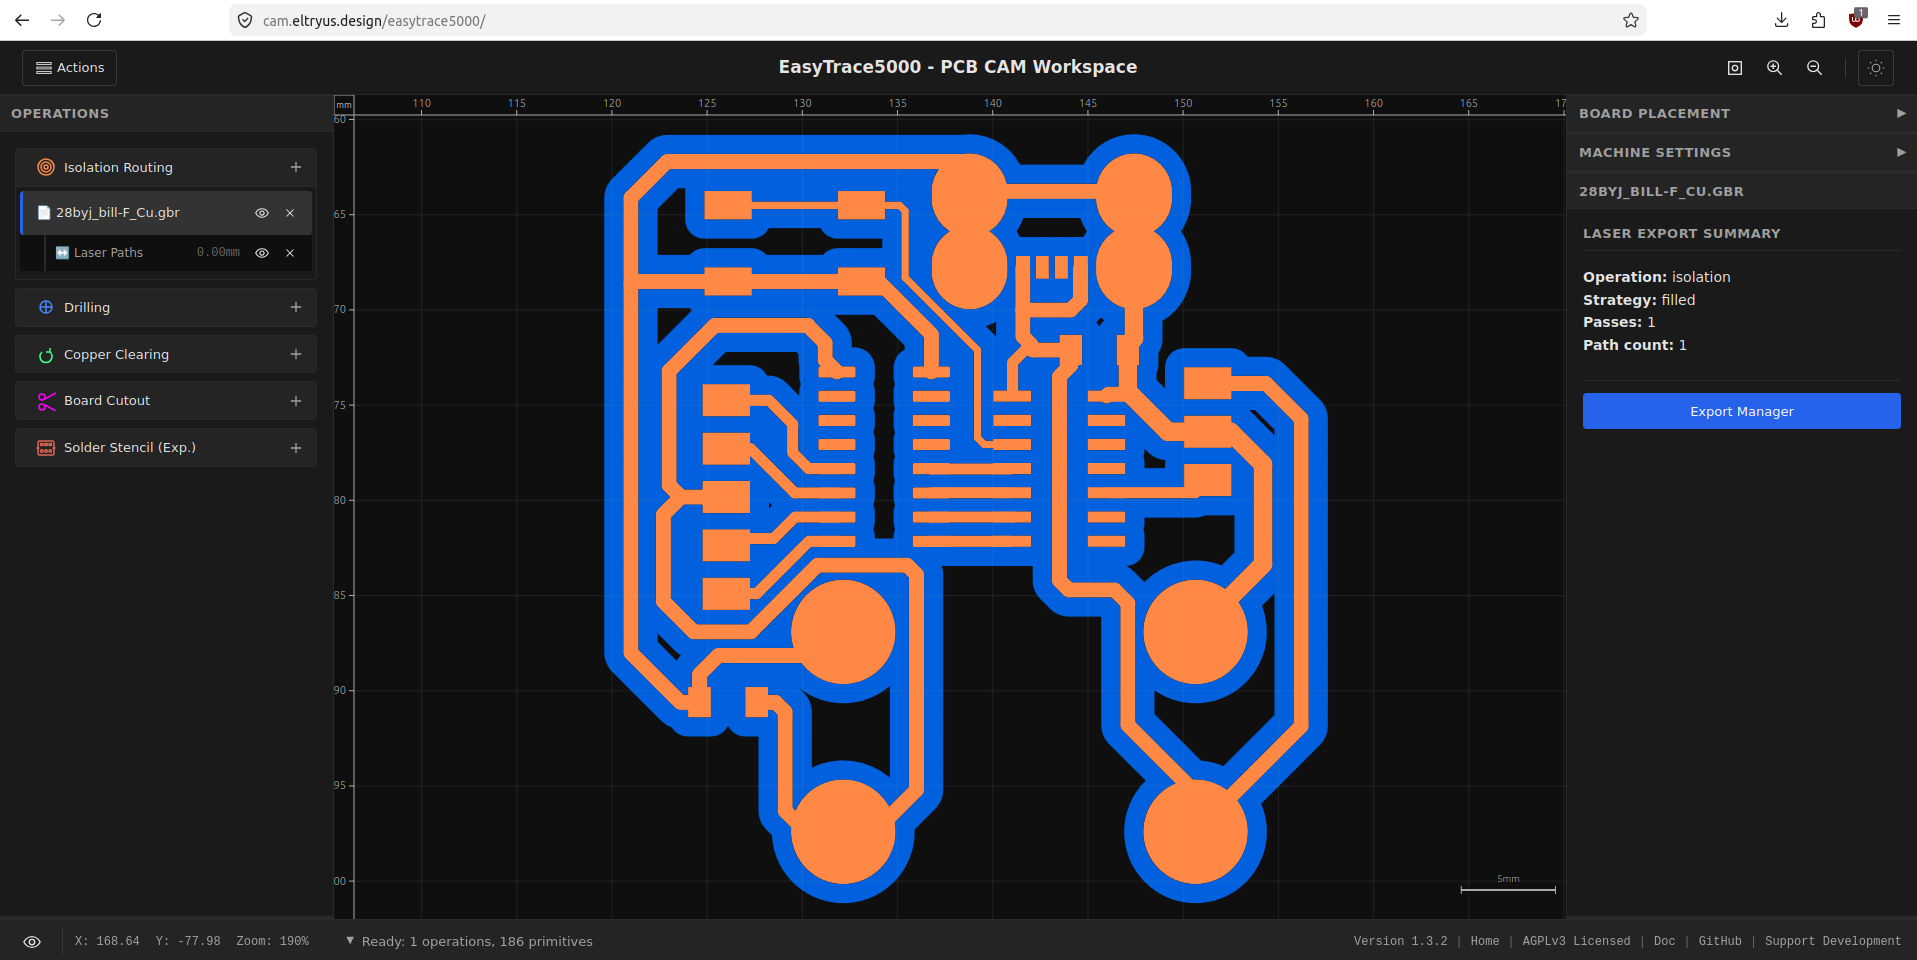 cam.eltryus.design/easytrace5000/
1
Actions
EasyTrace5000 - PCB CAM Workspace
OPERATIONS
Isolation Routing
28byj_bill-F_Cu.gbr
Laser Paths 0.00mm
Drilling
Copper Clearing
Board Cutout
Solder Stencil (Exp.)
mm 110 115 120 125 130 135 140 145 150 155 160 165 17
60
65
70
75
80
85
90
95
00
5mm
BOARD PLACEMENT
MACHINE SETTINGS
28BYJ_BILL-F_CU.GBR
LASER EXPORT SUMMARY
Operation: isolation
Strategy: filled
Passes: 1
Path count: 1
Export Manager
X: 168.64 Y: -77.98 Zoom: 190% ▼ Ready: 1 operations, 186 primitives
Version 1.3.2 | Home | AGPLv3 Licensed | Doc | GitHub | Support Development